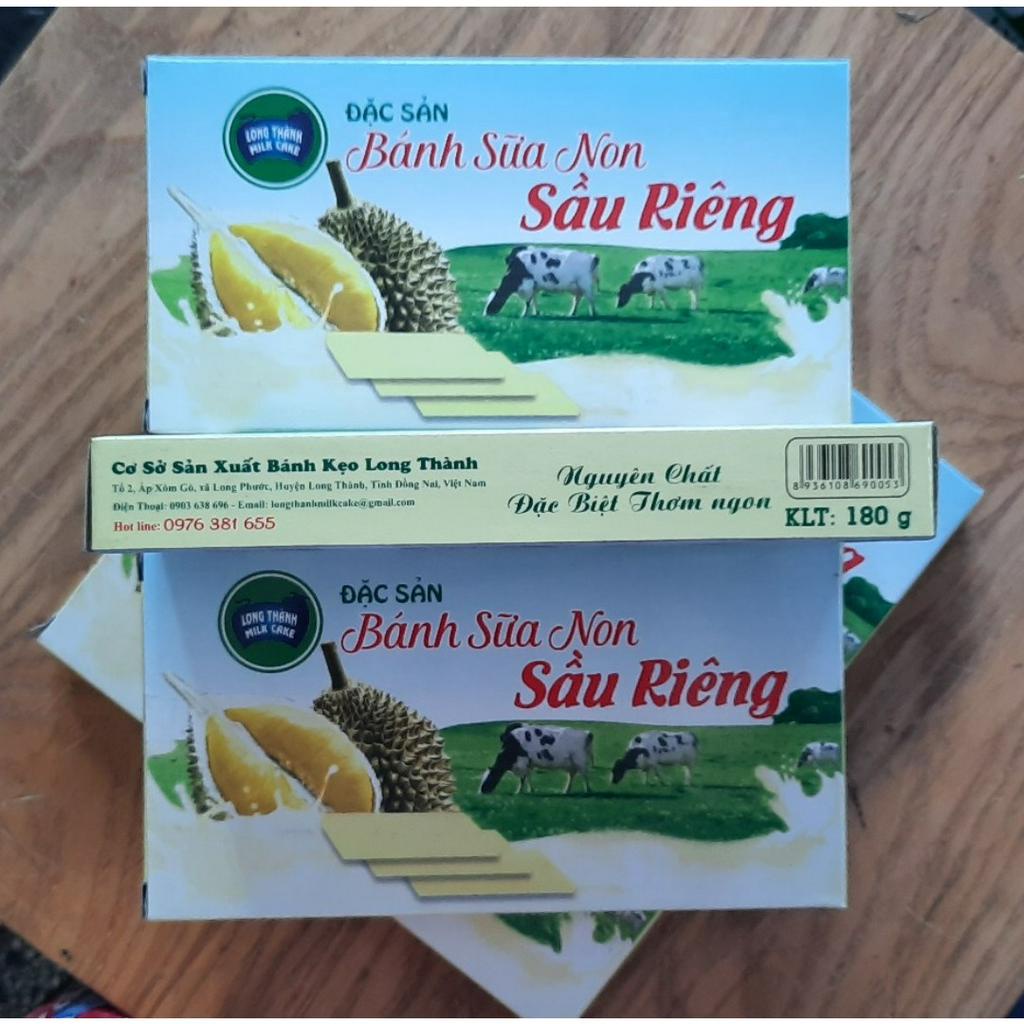 LONG THÀNH
MILK CAKE
ĐẶC SẢN
Bánh Sữa Non
Sầu Riêng
Cơ Sở Sản Xuất Bánh Kẹo Long Thành
Tổ 2, Ấp Xóm Gò, xã Long Phước, Huyện Long Thành, Tỉnh Đồng Nai, Việt Nam
Điện Thoại: 0903 638 696 - Email: longthanhmilkcake@gmail.com
Hot line: 0976 381 655
Nguyên Chất
Đặc Biệt Thơm ngon
8 936108 690053
KLT: 180 g
LONG THÀNH
MILK CAKE
ĐẶC SẢN
Bánh Sữa Non
Sầu Riêng